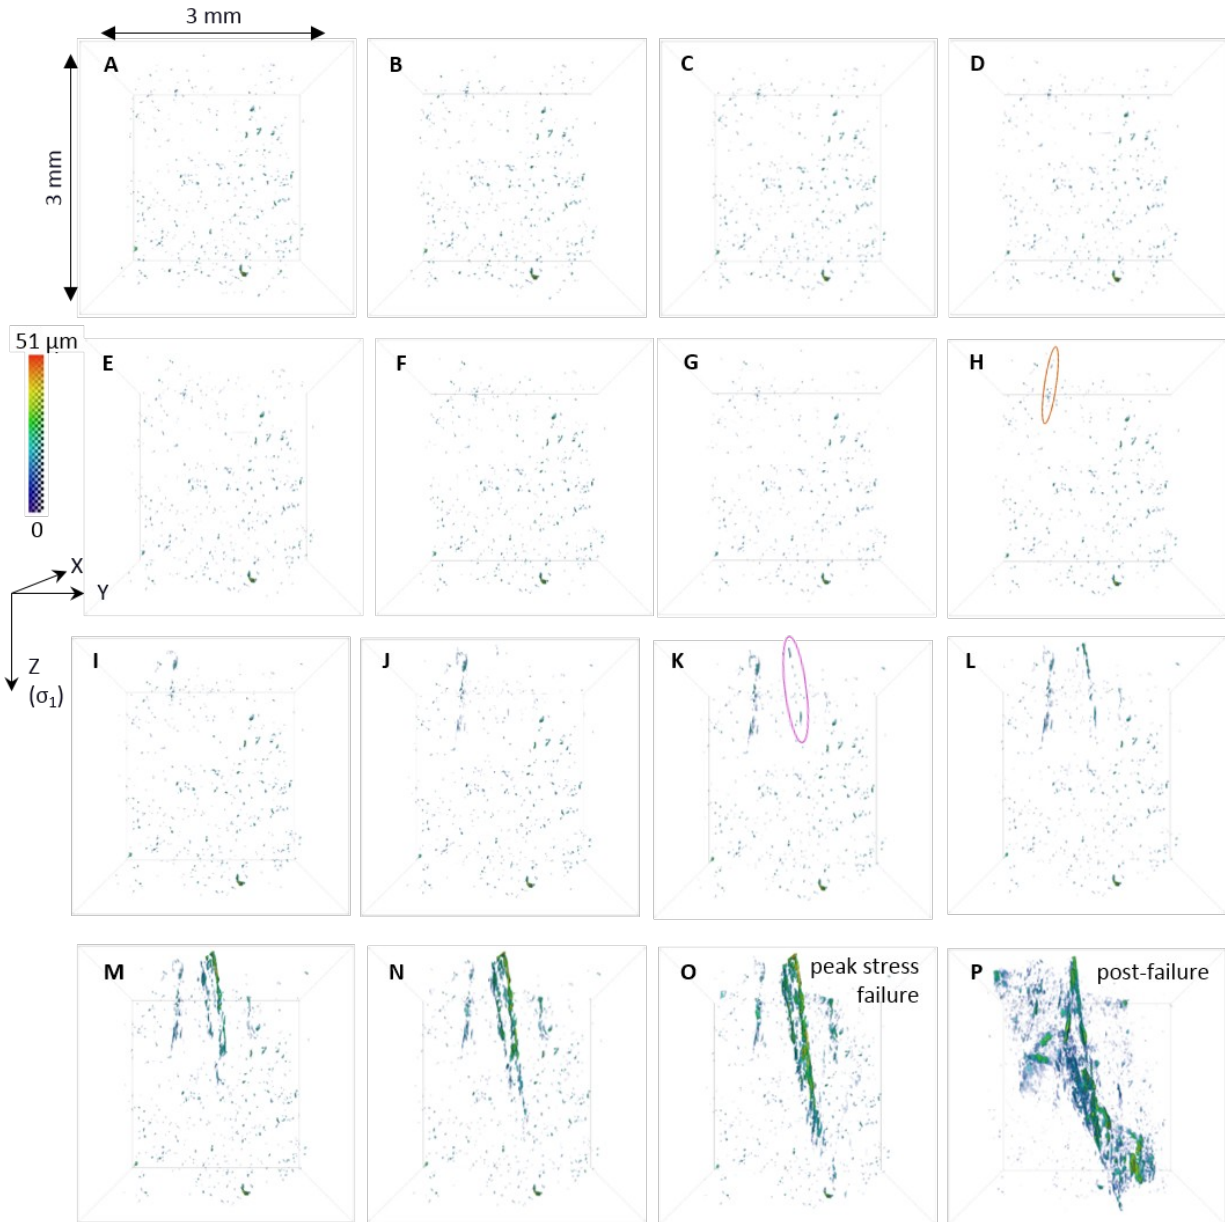 3 mm
A
B
C
D
3 mm
51 μm
0
E
F
G
H
X
Y
Z
(σ₁)
I
J
K
L
M
N
O
peak stress
failure
P
post-failure